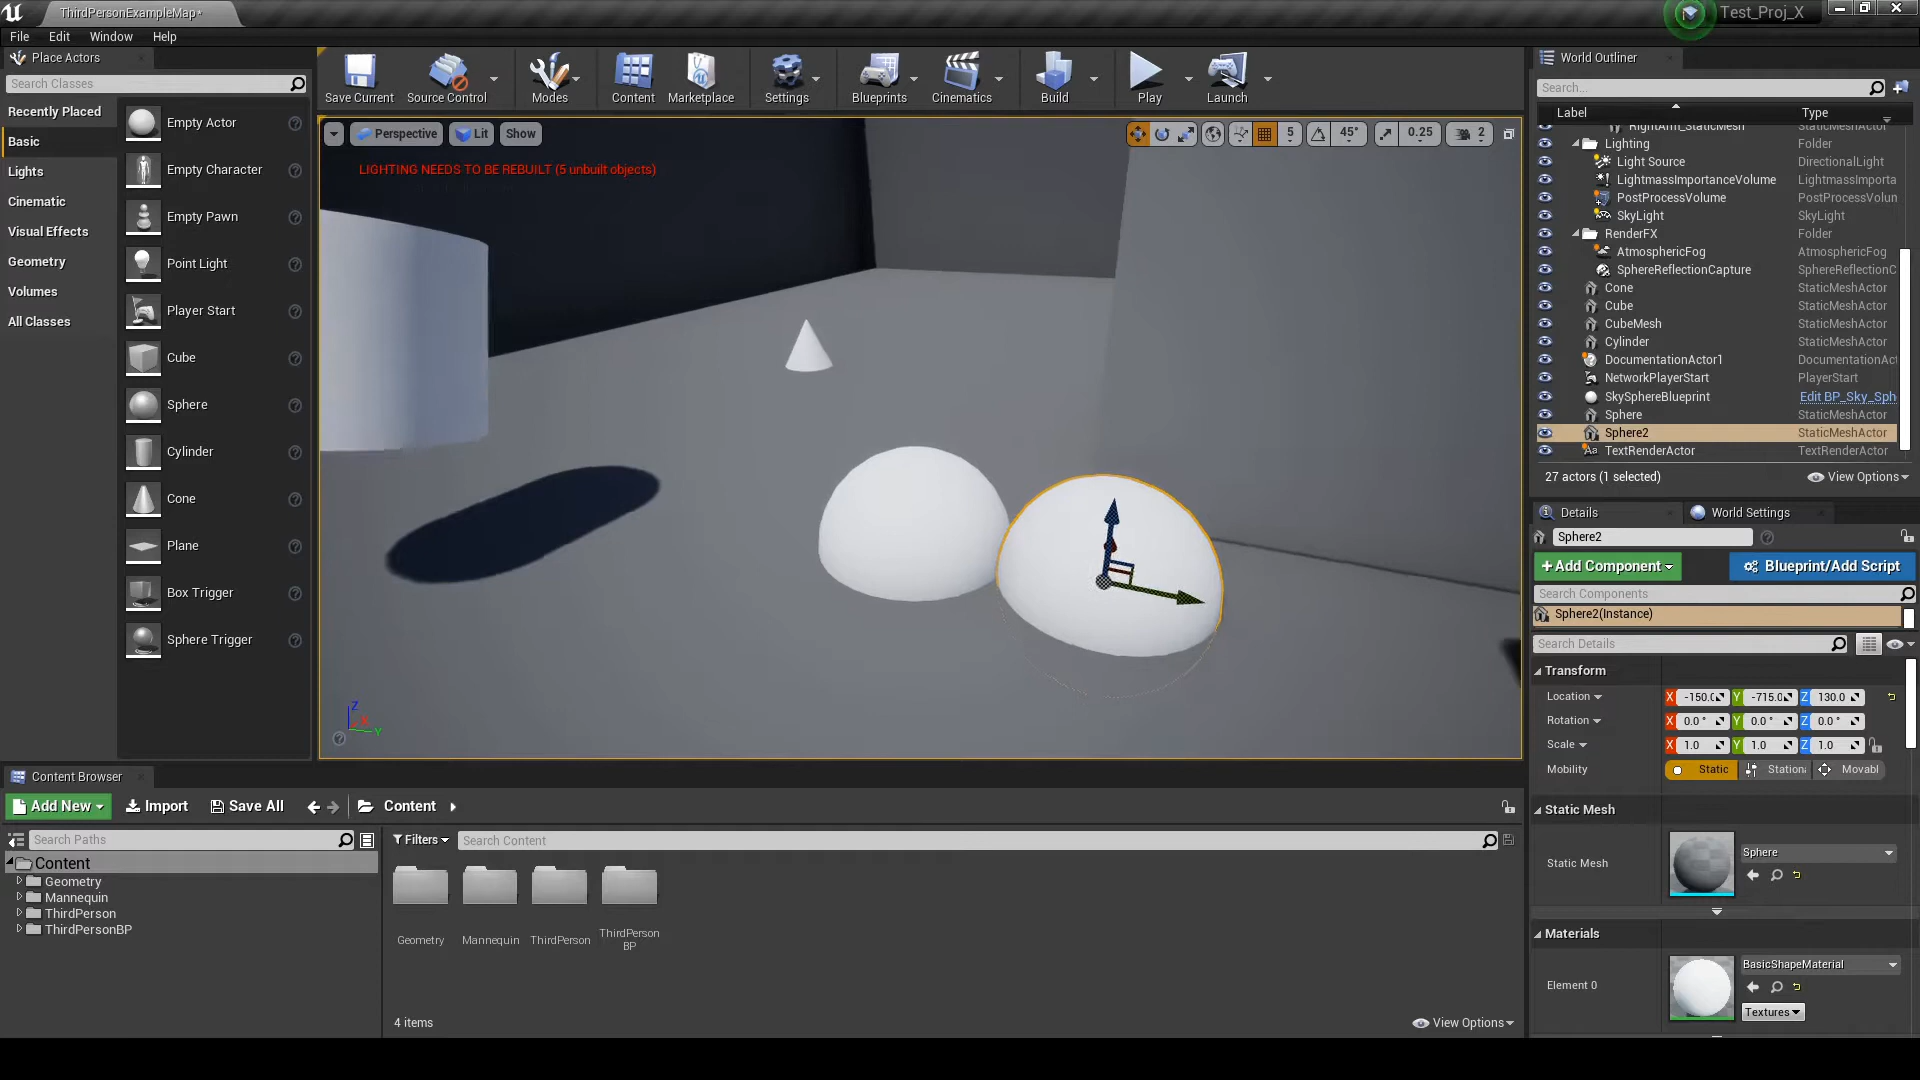 ThirdPersonExampleMap*
Test_Proj_X
File Edit Window Help
Place Actors
Search Classes
Recently Placed
Basic
Lights
Cinematic
Visual Effects
Geometry
Volumes
All Classes
Empty Actor
Empty Character
Empty Pawn
Point Light
Player Start
Cube
Sphere
Cylinder
Cone
Plane
Box Trigger
Sphere Trigger
Save Current
Source Control
Modes
Content
Marketplace
Settings
Blueprints
Cinematics
Build
Play
Launch
Perspective Lit Show
5 45° 0.25 2
LIGHTING NEEDS TO BE REBUILT (5 unbuilt objects)
Z
X
Y
World Outliner
Search...
Label Type
RightArm_StaticMesh StaticMeshActor
Lighting Folder
Light Source DirectionalLight
LightmassImportanceVolume LightmassImporta
PostProcessVolume PostProcessVolun
SkyLight SkyLight
RenderFX Folder
AtmosphericFog AtmosphericFog
SphereReflectionCapture SphereReflectionC
Cone StaticMeshActor
Cube StaticMeshActor
CubeMesh StaticMeshActor
Cylinder StaticMeshActor
DocumentationActor1 DocumentationAct
NetworkPlayerStart PlayerStart
SkySphereBlueprint Edit BP_Sky_Sph
Sphere StaticMeshActor
Sphere2 StaticMeshActor
TextRenderActor TextRenderActor
27 actors (1 selected) View Options
Details World Settings
Sphere2
+Add Component Blueprint/Add Script
Search Components
Sphere2(Instance)
Search Details
Transform
Location X -150.0 Y -715.0 Z 130.0
Rotation X 0.0 ° Y 0.0 ° Z 0.0 °
Scale X 1.0 Y 1.0 Z 1.0
Mobility Static Stationa Movabl
Static Mesh
Static Mesh Sphere
Materials
Element 0 BasicShapeMaterial
Textures
Content Browser
Add New Import Save All Content
Search Paths
Filters Search Content
Content
Geometry
Mannequin
ThirdPerson
ThirdPersonBP
Geometry Mannequin ThirdPerson ThirdPerson
BP
4 items View Options